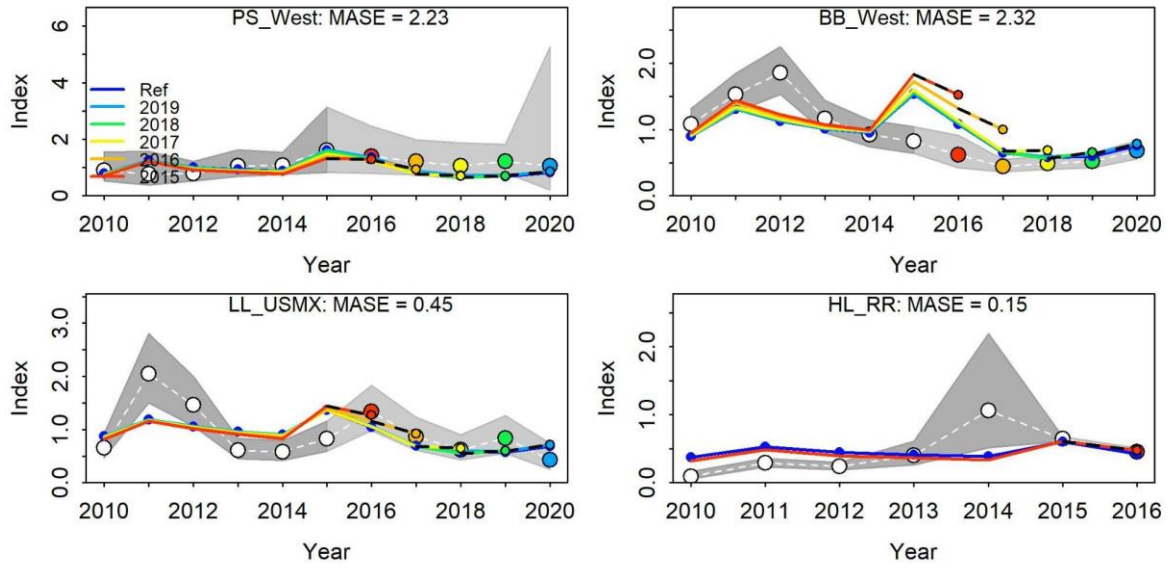 PS_West: MASE = 2.23
Index
6
4
2
0
Ref
2019
2018
2017
2016
2015
2010 2012 2014 2016 2018 2020
Year
BB_West: MASE = 2.32
Index
2.0
1.0
0.0
2010 2012 2014 2016 2018 2020
Year
LL_USMX: MASE = 0.45
Index
3.0
2.0
1.0
0.0
2010 2012 2014 2016 2018 2020
Year
HL_RR: MASE = 0.15
Index
2.0
1.0
0.0
2010 2011 2012 2013 2014 2015 2016
Year